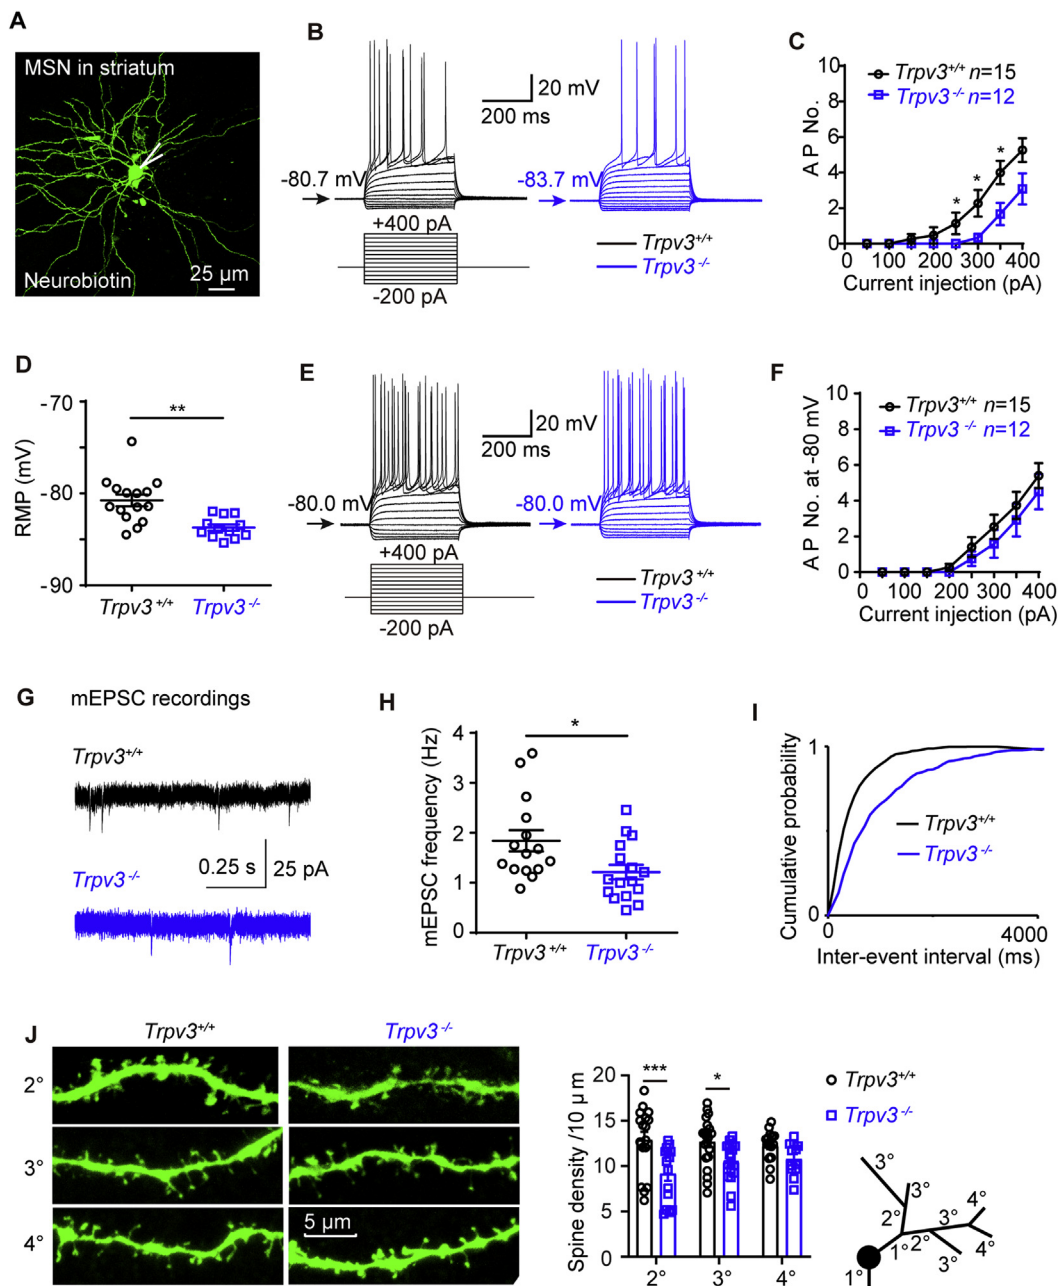 A
MSN in striatum
Neurobiotin
25 µm
B
20 mV
200 ms
-80.7 mV
-83.7 mV
+400 pA
-200 pA
Trpv3+/+
Trpv3-/-
C
Trpv3+/+ n=15
Trpv3-/- n=12
AP No.
10
8
6
4
2
0
* * *
0 100 200 300 400
Current injection (pA)
D
RMP (mV)
-70
-80
-90
**
Trpv3+/+ Trpv3-/-
E
20 mV
200 ms
-80.0 mV
-80.0 mV
+400 pA
-200 pA
Trpv3+/+
Trpv3-/-
F
Trpv3+/+ n=15
Trpv3-/- n=12
AP No. at -80 mV
10
8
6
4
2
0
0 100 200 300 400
Current injection (pA)
G
mEPSC recordings
Trpv3+/+
0.25 s
25 pA
Trpv3-/-
H
mEPSC frequency (Hz)
4
3
2
1
0
*
Trpv3+/+ Trpv3-/-
I
Cumulative probability
1
0
Trpv3+/+
Trpv3-/-
0 4000
Inter-event interval (ms)
J
Trpv3+/+ Trpv3-/-
2°
3°
4°
5 µm
Spine density /10 µm
20
15
10
5
0
*** *
2° 3° 4°
Trpv3+/+
Trpv3-/-
3°
3°
4°
2° 3°
1° 2°
4°
3°
1°